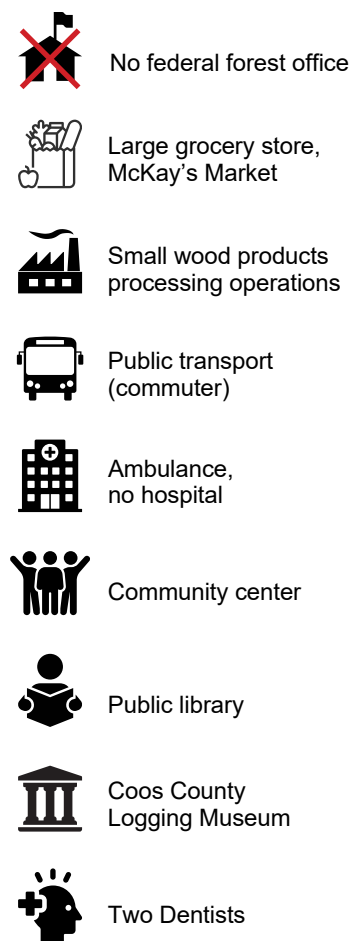 No federal forest office
Large grocery store,
McKay's Market
Small wood products
processing operations
Public transport
(commuter)
Ambulance,
no hospital
Community center
Public library
Coos County
Logging Museum
Two Dentists